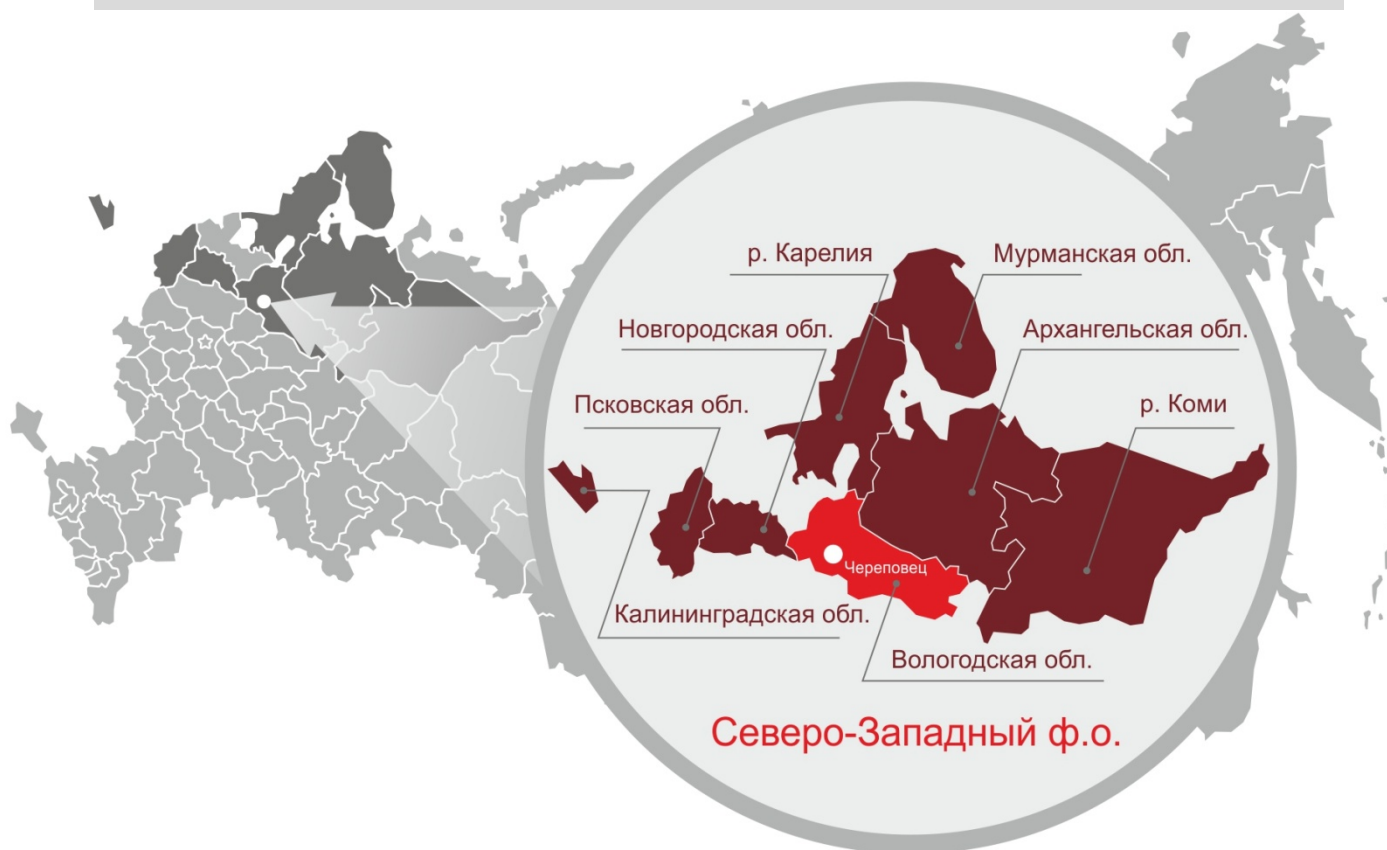 р. Карелия
Мурманская обл.
Новгородская обл.
Архангельская обл.
Псковская обл.
р. Коми
Череповец
Калининградская обл.
Вологодская обл.
Северо-Западный ф.о.